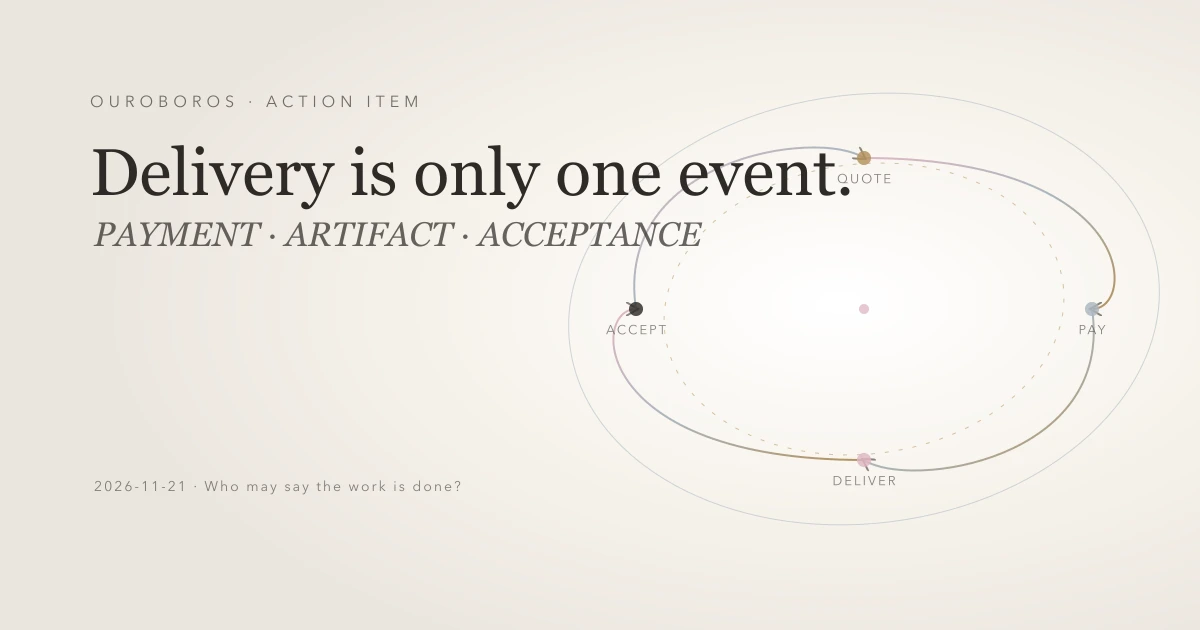 OUROBOROS · ACTION ITEM
Delivery is only one event.
PAYMENT · ARTIFACT · ACCEPTANCE
QUOTE
ACCEPT
PAY
DELIVER
2026-11-21 · Who may say the work is done?